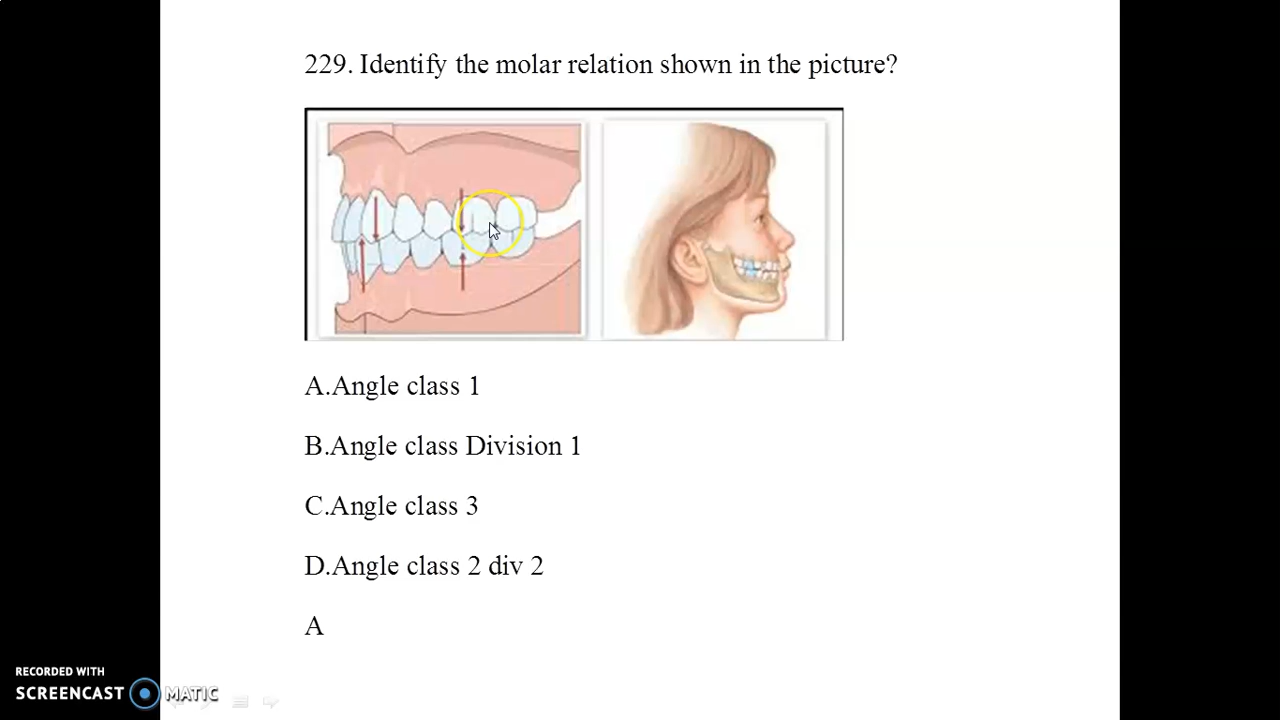 229. Identify the molar relation shown in the picture?
A.Angle class 1
B.Angle class Division 1
C.Angle class 3
D.Angle class 2 div 2
A
RECORDED WITH
SCREENCAST MATIC